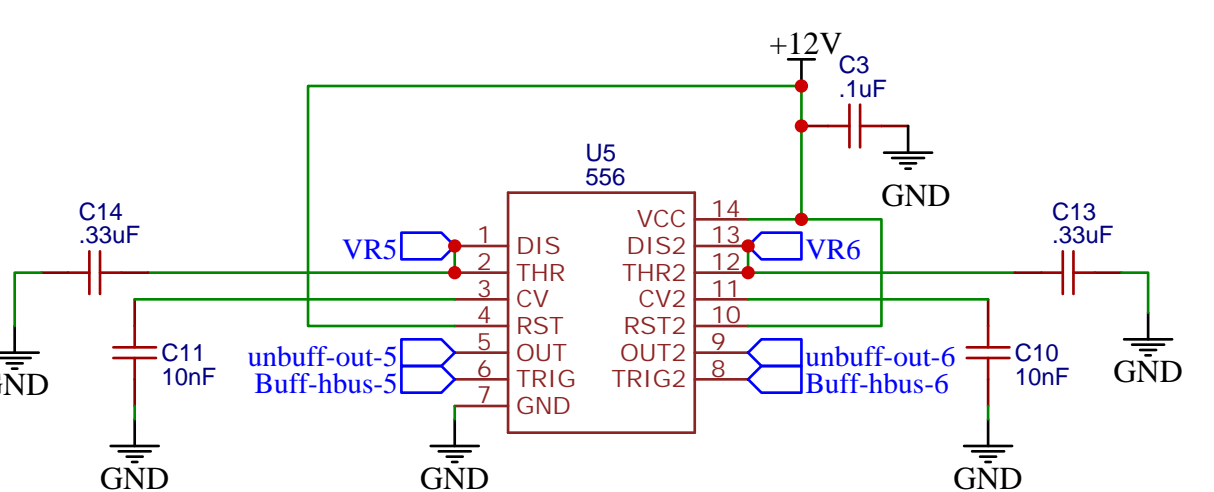 +12V
C3
.1uF
GND
U5
556
C14
.33uF
C13
.33uF
VR5
1
DIS
2
THR
3
CV
4
RST
5
OUT
6
TRIG
7
GND
VCC
14
DIS2
13
THR2
12
CV2
11
RST2
10
OUT2
9
TRIG2
8
VR6
unbuff-out-5
Buff-hbus-5
unbuff-out-6
Buff-hbus-6
C11
10nF
C10
10nF
GND
GND
GND
GND
GND